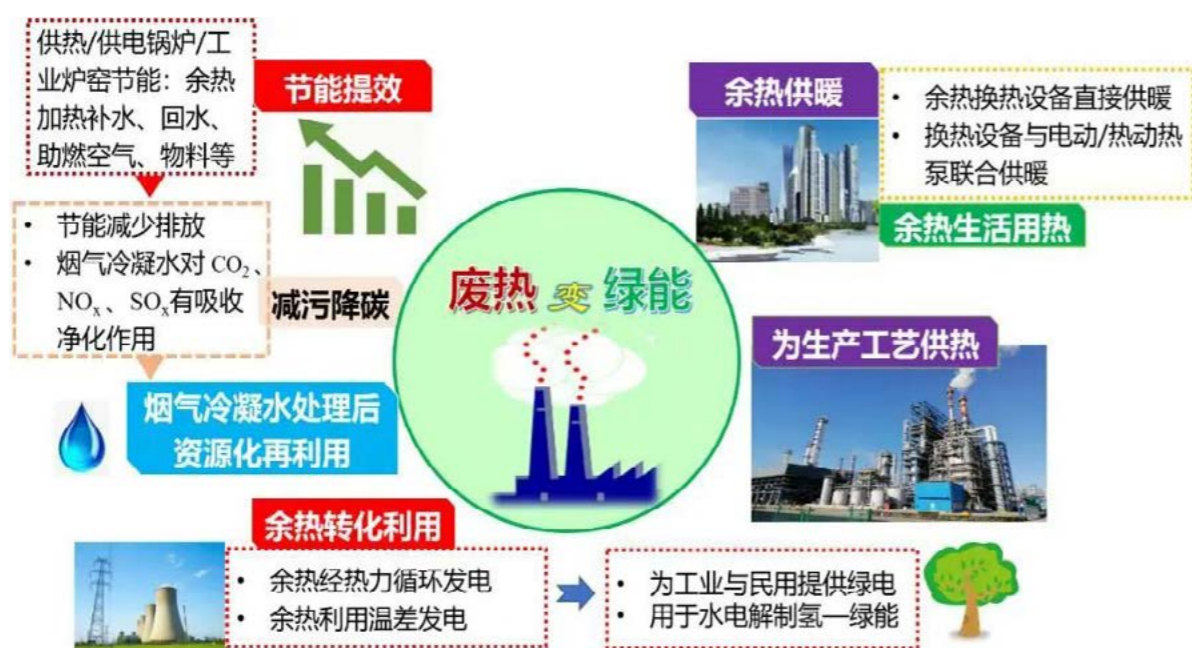 供热/供电锅炉/工
业炉窑节能：余热
加热补水、回水、
助燃空气、物料等
节能提效
节能减少排放
烟气冷凝水对 CO₂、
NOₓ、SOₓ有吸收
净化作用
减污降碳
烟气冷凝水处理后
资源化再利用
废热 变 绿能
余热供暖
余热换热设备直接供暖
换热设备与电动/热动热
泵联合供暖
余热生活用热
为生产工艺供热
余热转化利用
余热经热力循环发电
余热利用温差发电
为工业与民用提供绿电
用于水电解制氢—绿能